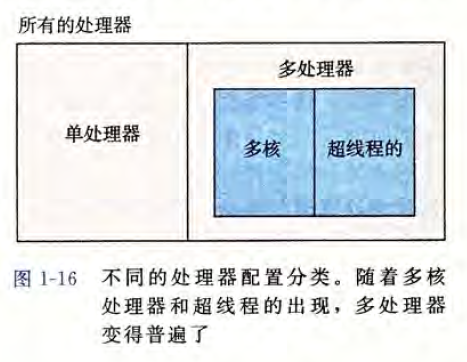 所有的处理器
多处理器
单处理器
多核
超线程的
图 1-16 不同的处理器配置分类。随着多核
处理器和超线程的出现，多处理器
变得普遍了